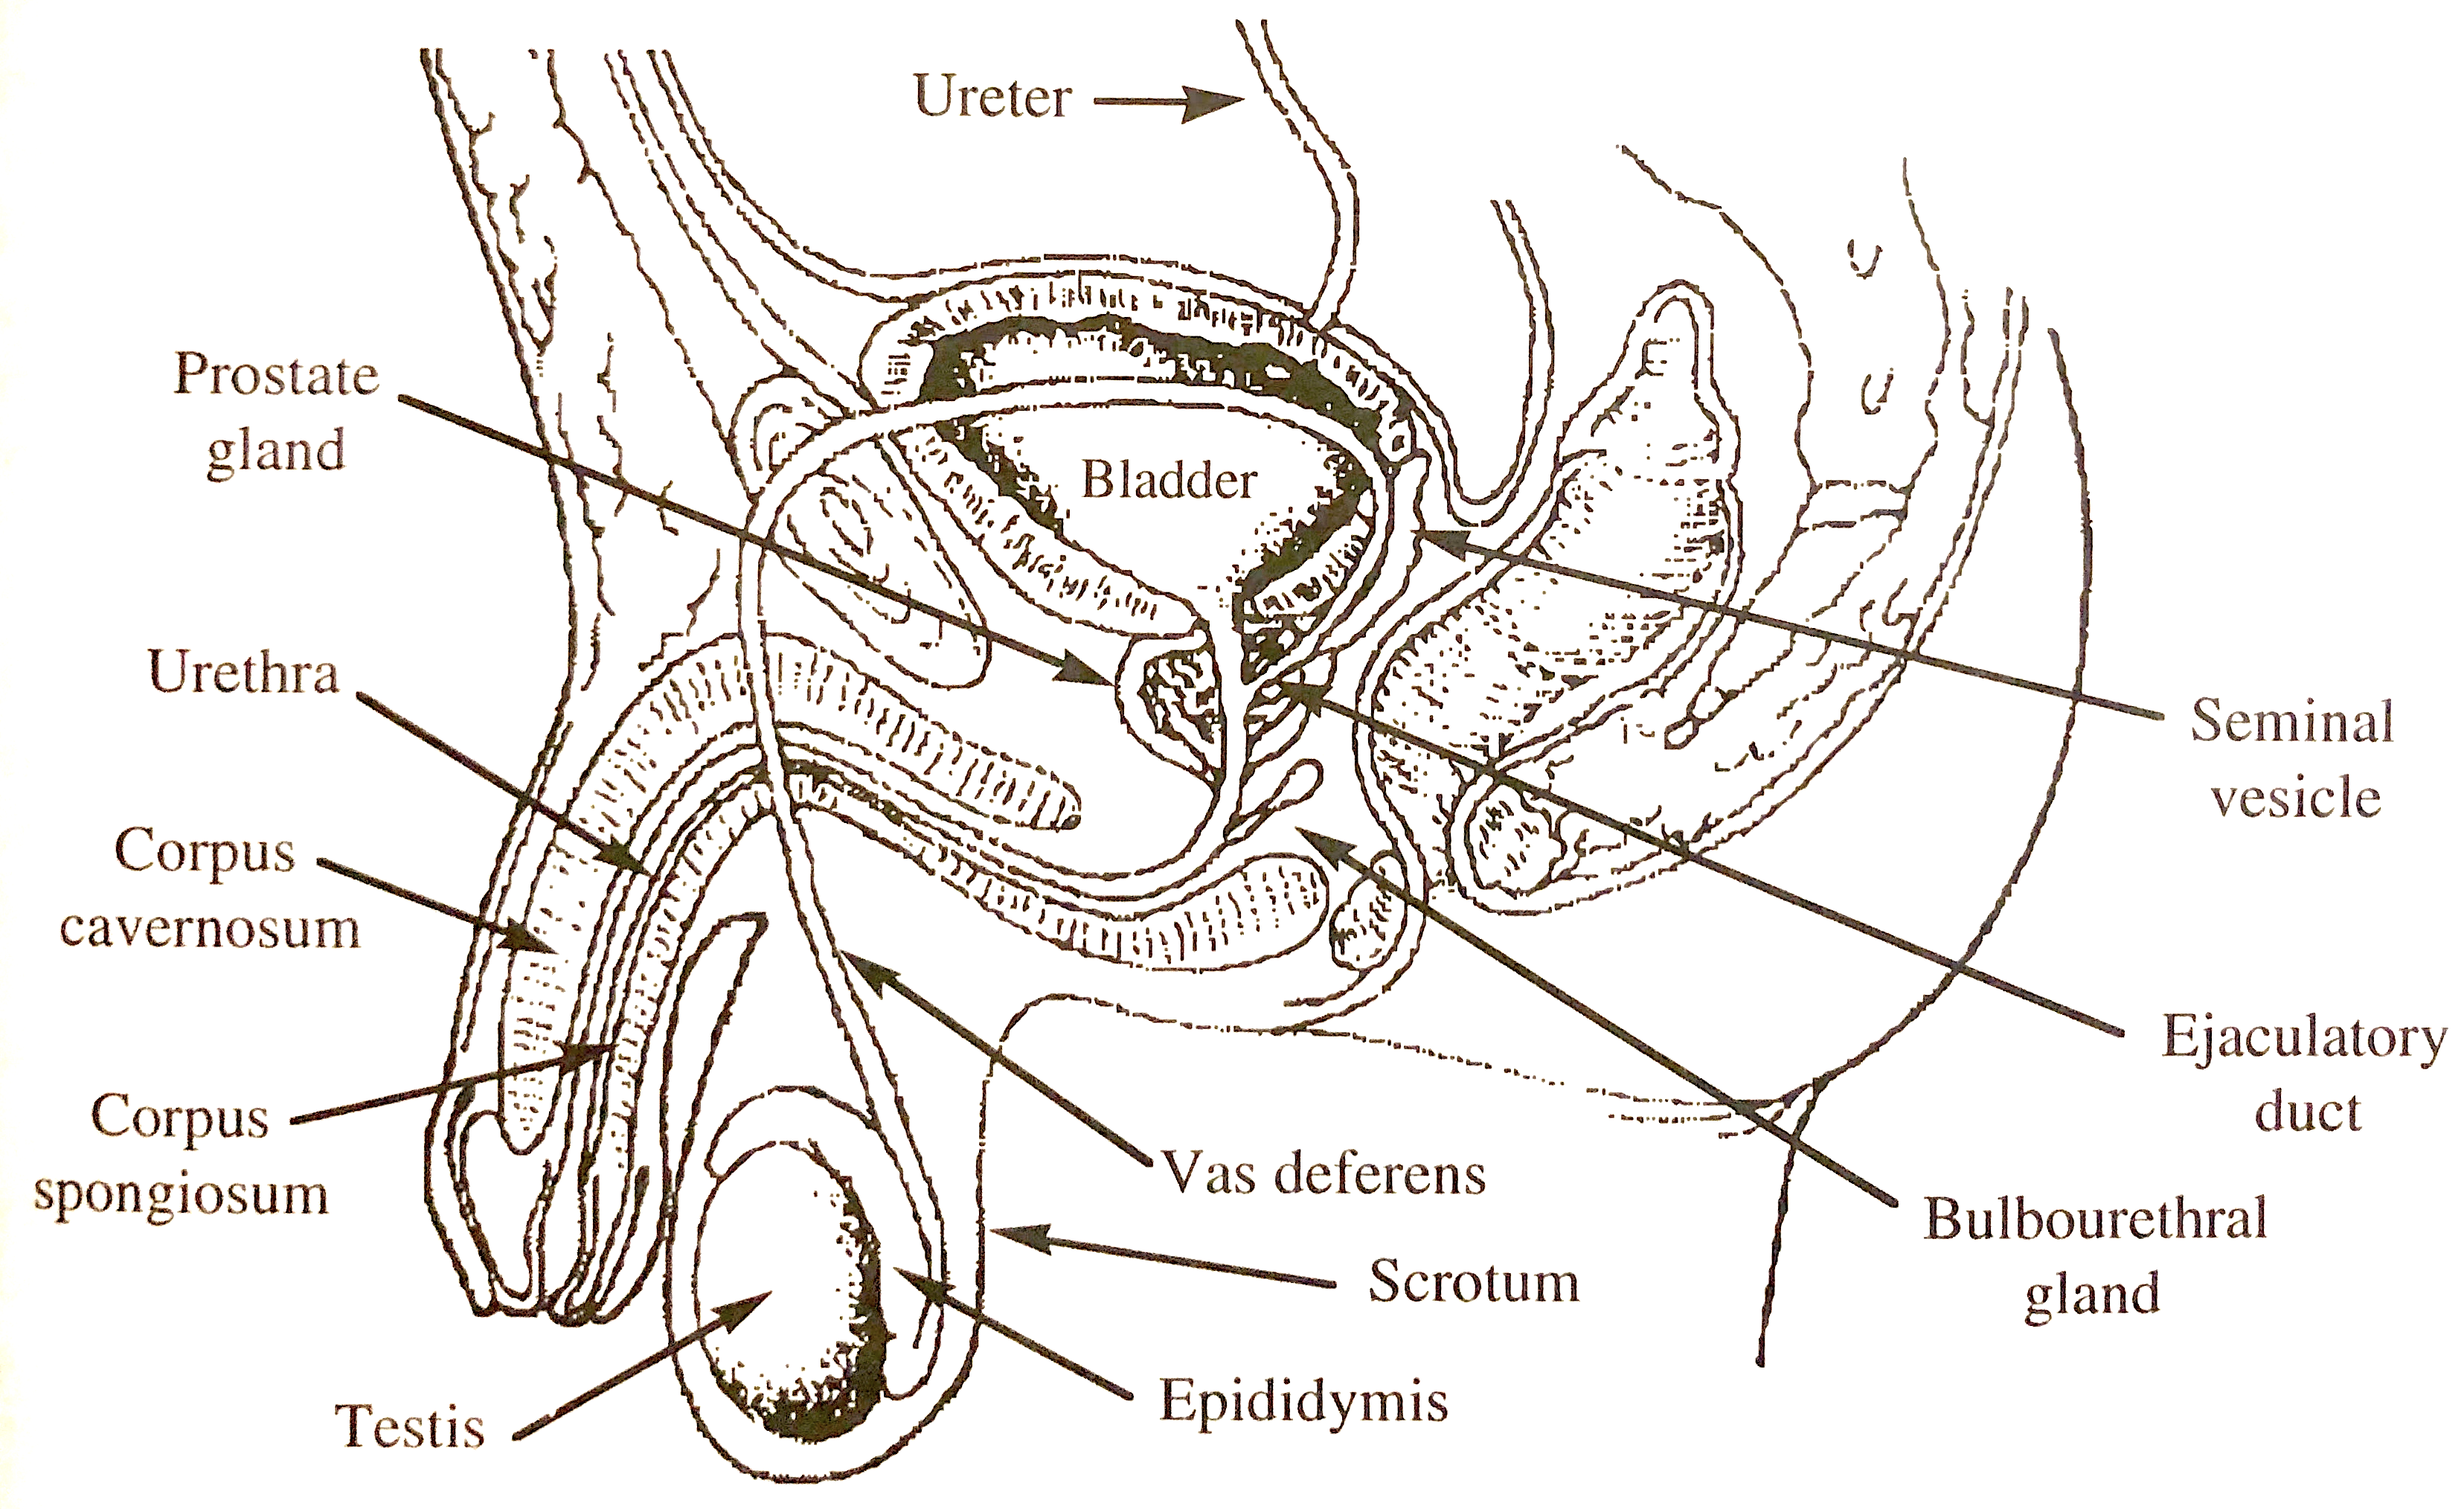 Ureter
Prostate
gland
Bladder
Urethra
Seminal
vesicle
Corpus
cavernosum
Ejaculatory
duct
Corpus
spongiosum
Vas deferens
Bulbourethral
gland
Scrotum
Testis
Epididymis